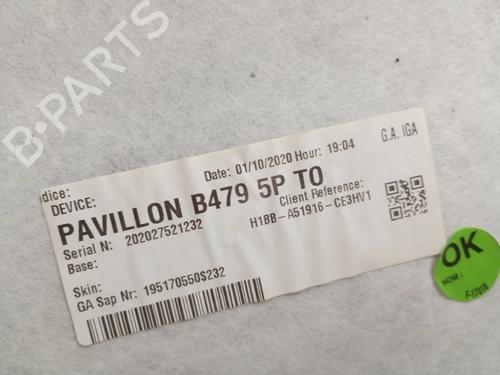 B-PARTS
dice:
Date: 01/10/2020 Hour: 19:04
G.A. IGA
DEVICE:
PAVILLON B479 5P TO
Serial N: 202027521232
Client Reference:
H1BB-A51916-CE3HV1
Base:
Skin:
GA Sap Nr: 195170550S232
OK
NOM: